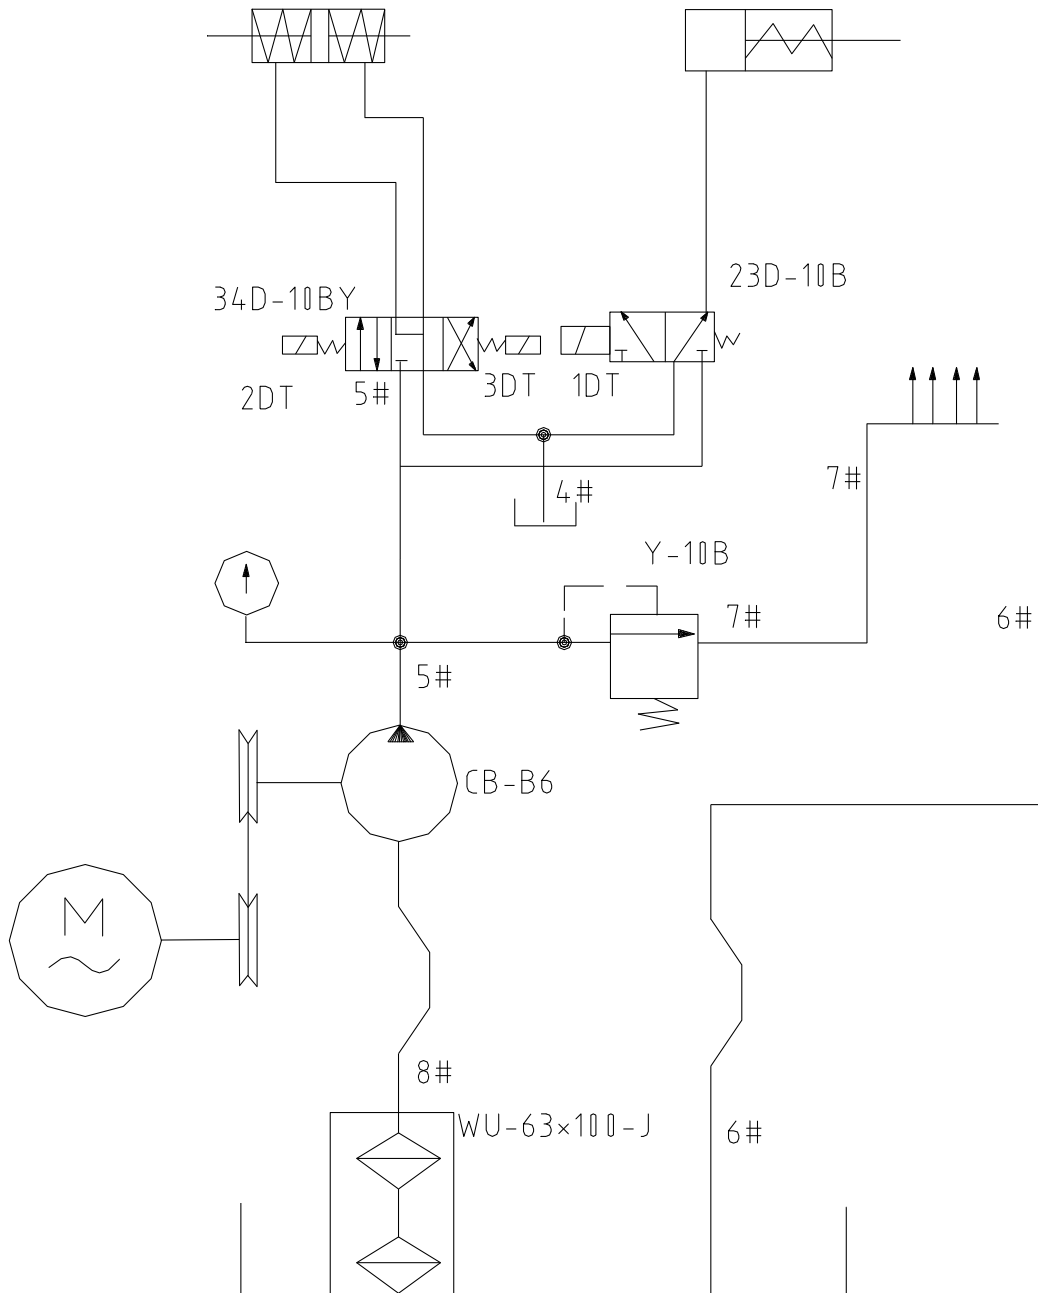 23D-10B
34D-10BY
2DT
5#
3DT
1DT
7#
4#
Y-10B
7#
6#
5#
CB-B6
M
8#
WU-63×100-J
6#